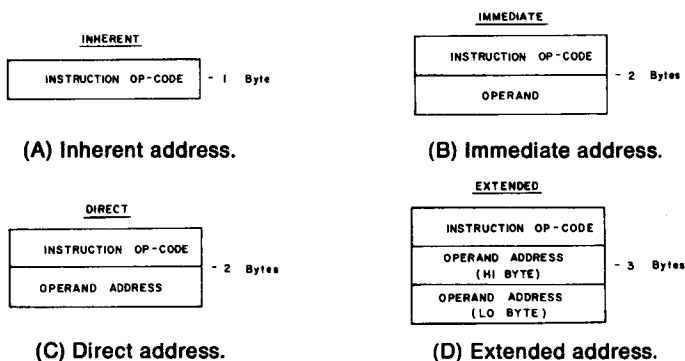 INHERENT
INSTRUCTION OP-CODE
- 1 Byte
(A) Inherent address.
IMMEDIATE
INSTRUCTION OP-CODE
OPERAND
- 2 Bytes
(B) Immediate address.
DIRECT
INSTRUCTION OP-CODE
OPERAND ADDRESS
- 2 Bytes
(C) Direct address.
EXTENDED
INSTRUCTION OP-CODE
OPERAND ADDRESS
(HI BYTE)
OPERAND ADDRESS
(LO BYTE)
- 3 Bytes
(D) Extended address.